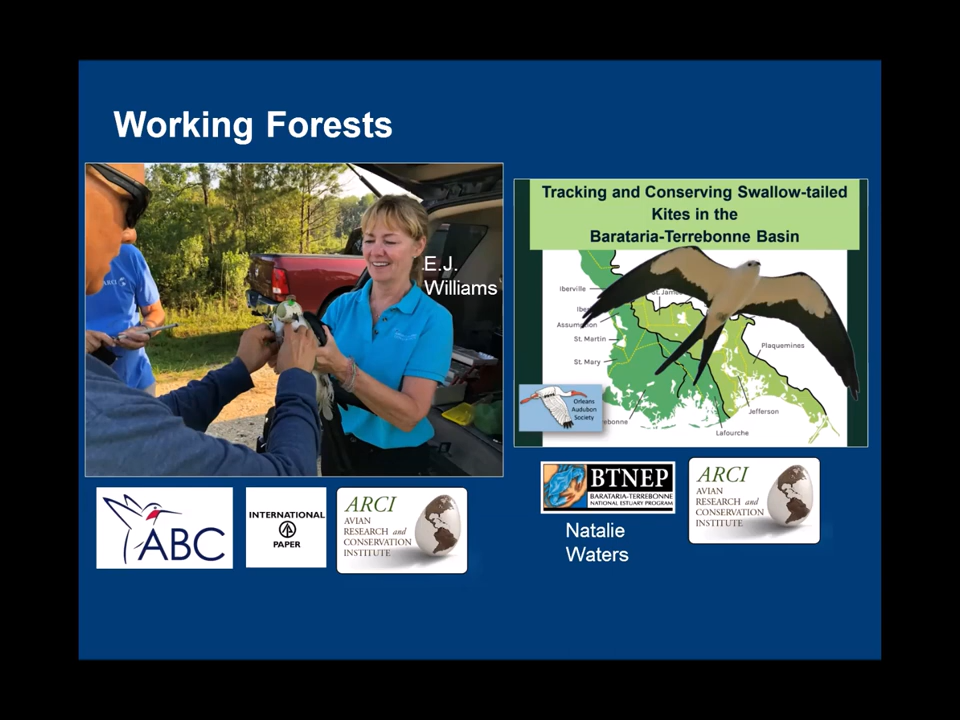 Working Forests
ARCI
E.J.
Williams
ABC
INTERNATIONAL
PAPER
ARCI
AVIAN
RESEARCH and
CONSERVATION
INSTITUTE
Tracking and Conserving Swallow-tailed
Kites in the
Barataria-Terrebonne Basin
Iberville
St. James
Assumption
St. Martin
St. Mary
Plaquemines
Jefferson
Lafourche
Orleans
Audubon
Society
BTNEP
BARATARIA-TERREBONNE
NATIONAL ESTUARY PROGRAM
Natalie
Waters
ARCI
AVIAN
RESEARCH and
CONSERVATION
INSTITUTE